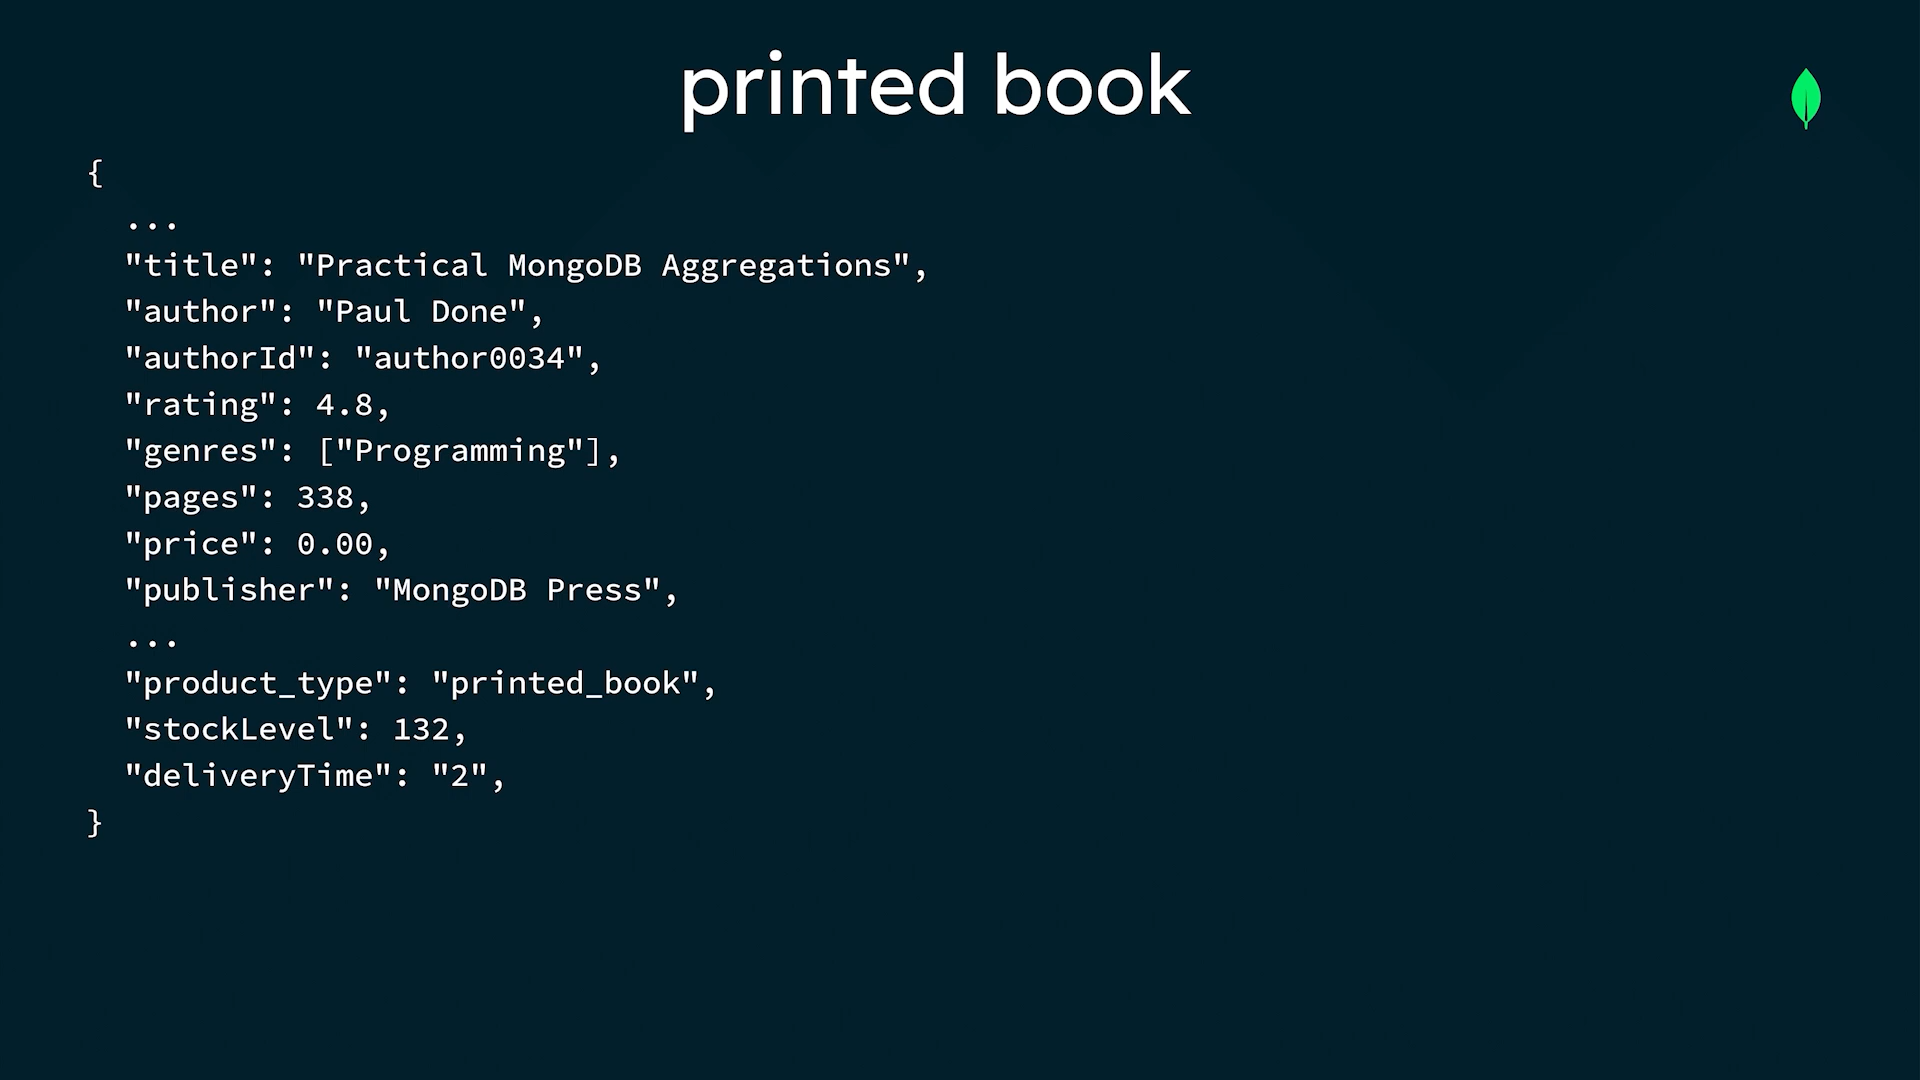 printed book
{
...
"title": "Practical MongoDB Aggregations",
"author": "Paul Done",
"authorId": "author0034",
"rating": 4.8,
"genres": ["Programming"],
"pages": 338,
"price": 0.00,
"publisher": "MongoDB Press",
...
"product_type": "printed_book",
"stockLevel": 132,
"deliveryTime": "2",
}